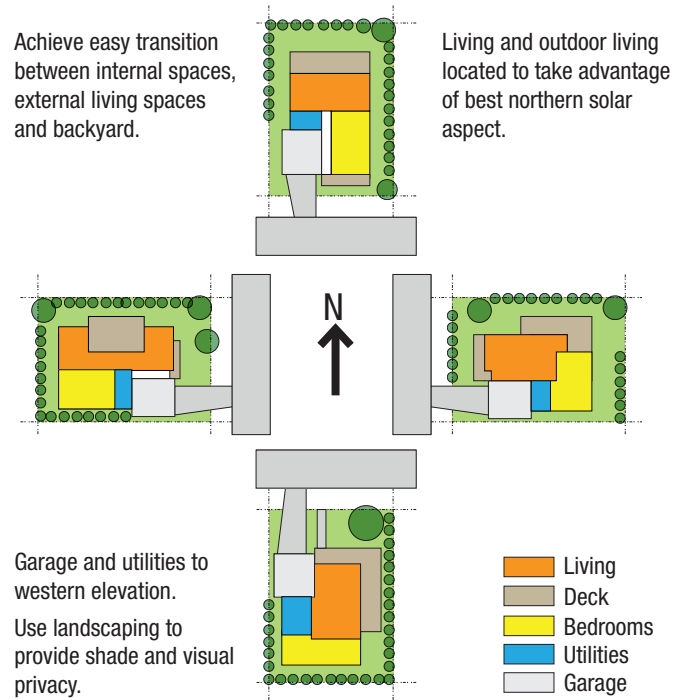 Achieve easy transition
between internal spaces,
external living spaces
and backyard.
Living and outdoor living
located to take advantage
of best northern solar
aspect.
N
Garage and utilities to
western elevation.
Use landscaping to
provide shade and visual
privacy.
Living
Deck
Bedrooms
Utilities
Garage